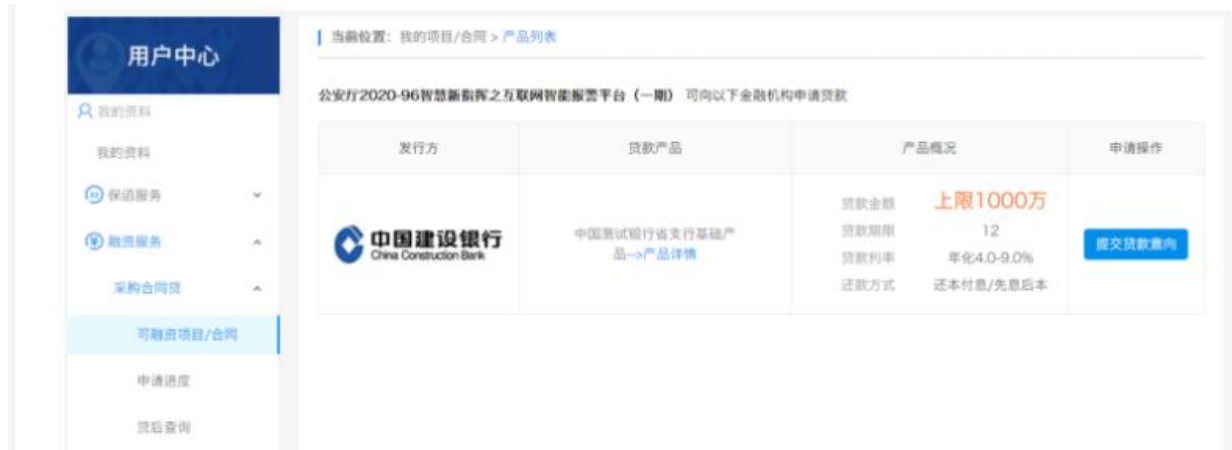 用户中心
我的资料
我的资料
保函服务
融资服务
采购合同贷
可融资项目/合同
申请进度
贷后查询
当前位置: 我的项目/合同 > 产品列表
公安厅2020-96智慧新指挥之互联网智能报警平台（一期） 可向以下金融机构申请贷款
发行方 贷款产品 产品概况 申请操作
中国建设银行
China Construction Bank
中国测试银行省支行基础产
品-->产品详情
贷款金额 上限1000万
贷款期限 12
贷款利率 年化4.0-9.0%
还款方式 还本付息/先息后本
提交贷款意向